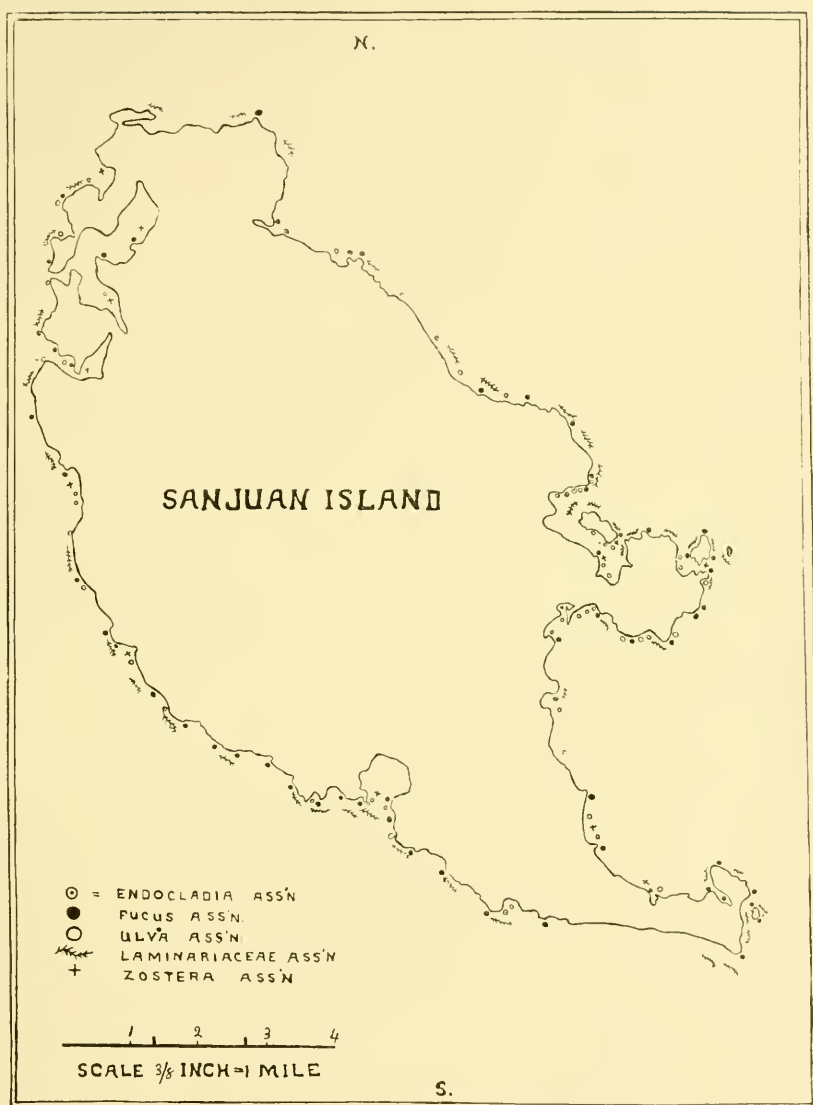 N.
SANJUAN ISLAND
⊙ = ENDOCLADIA ASS'N
● FUCUS ASS'N.
○ ULVA ASS'N
LAMINARIACEAE ASS'N
+ ZOSTERA ASS'N
1 2 3 4
SCALE 3/8 INCH=1 MILE
S.